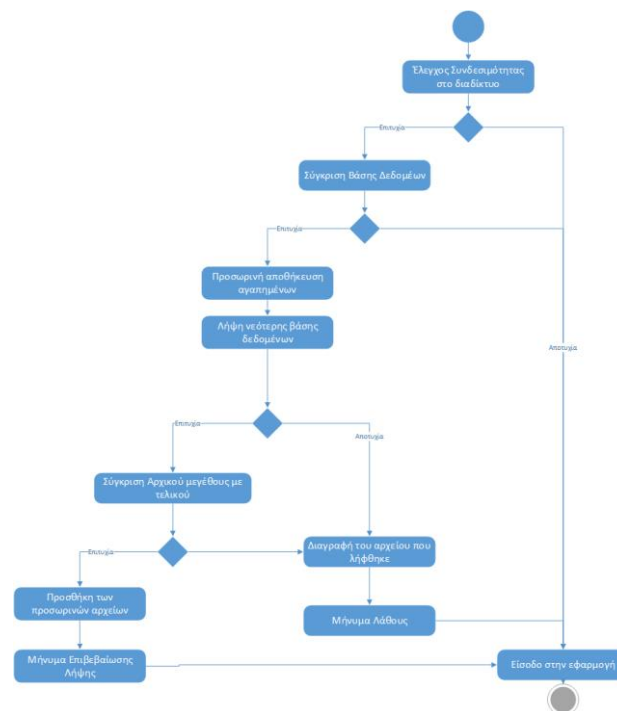 Έλεγχος Συνδεσιμότητας
στο διαδίκτυο
Επιτυχία
Σύγκριση Βάσης Δεδομένων
Επιτυχία
Προσωρινή αποθήκευση
αγαπημένων
Λήψη νεότερης βάσης
δεδομένων
Αποτυχία
Επιτυχία
Αποτυχία
Σύγκριση Αρχικού μεγέθους με
τελικού
Επιτυχία
Διαγραφή του αρχείου που
λήφθηκε
Προσθήκη των
προσωρινών αρχείων
Μήνυμα Λάθους
Μήνυμα Επιβεβαίωσης
Λήψης
Είσοδο στην εφαρμογή